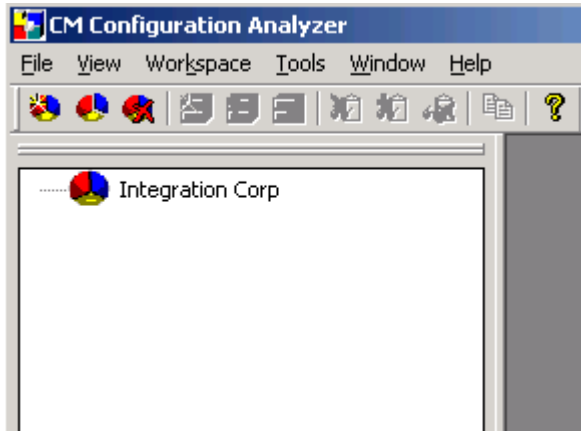 CM Configuration Analyzer
File View Workspace Tools Window Help
Integration Corp